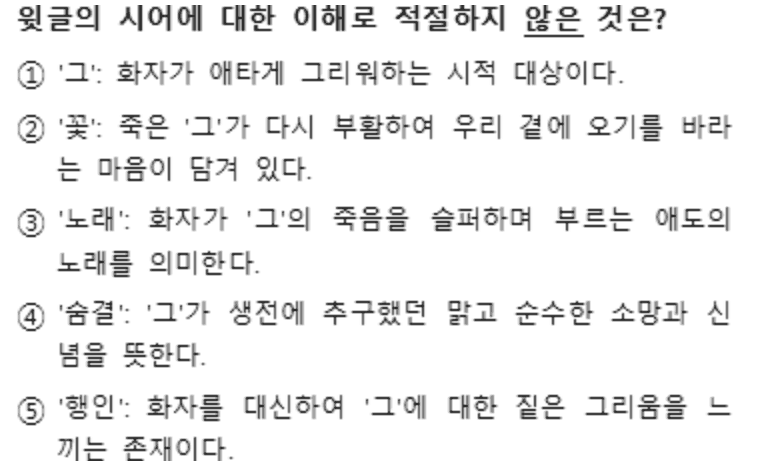 윗글의 시어에 대한 이해로 적절하지 않은 것은?
① '그': 화자가 애타게 그리워하는 시적 대상이다.
② '꽃': 죽은 '그'가 다시 부활하여 우리 곁에 오기를 바라
는 마음이 담겨 있다.
③ '노래': 화자가 '그'의 죽음을 슬퍼하며 부르는 애도의
노래를 의미한다.
④ '숨결': '그'가 생전에 추구했던 맑고 순수한 소망과 신
념을 뜻한다.
⑤ '행인': 화자를 대신하여 '그'에 대한 짙은 그리움을 느
끼는 존재이다.